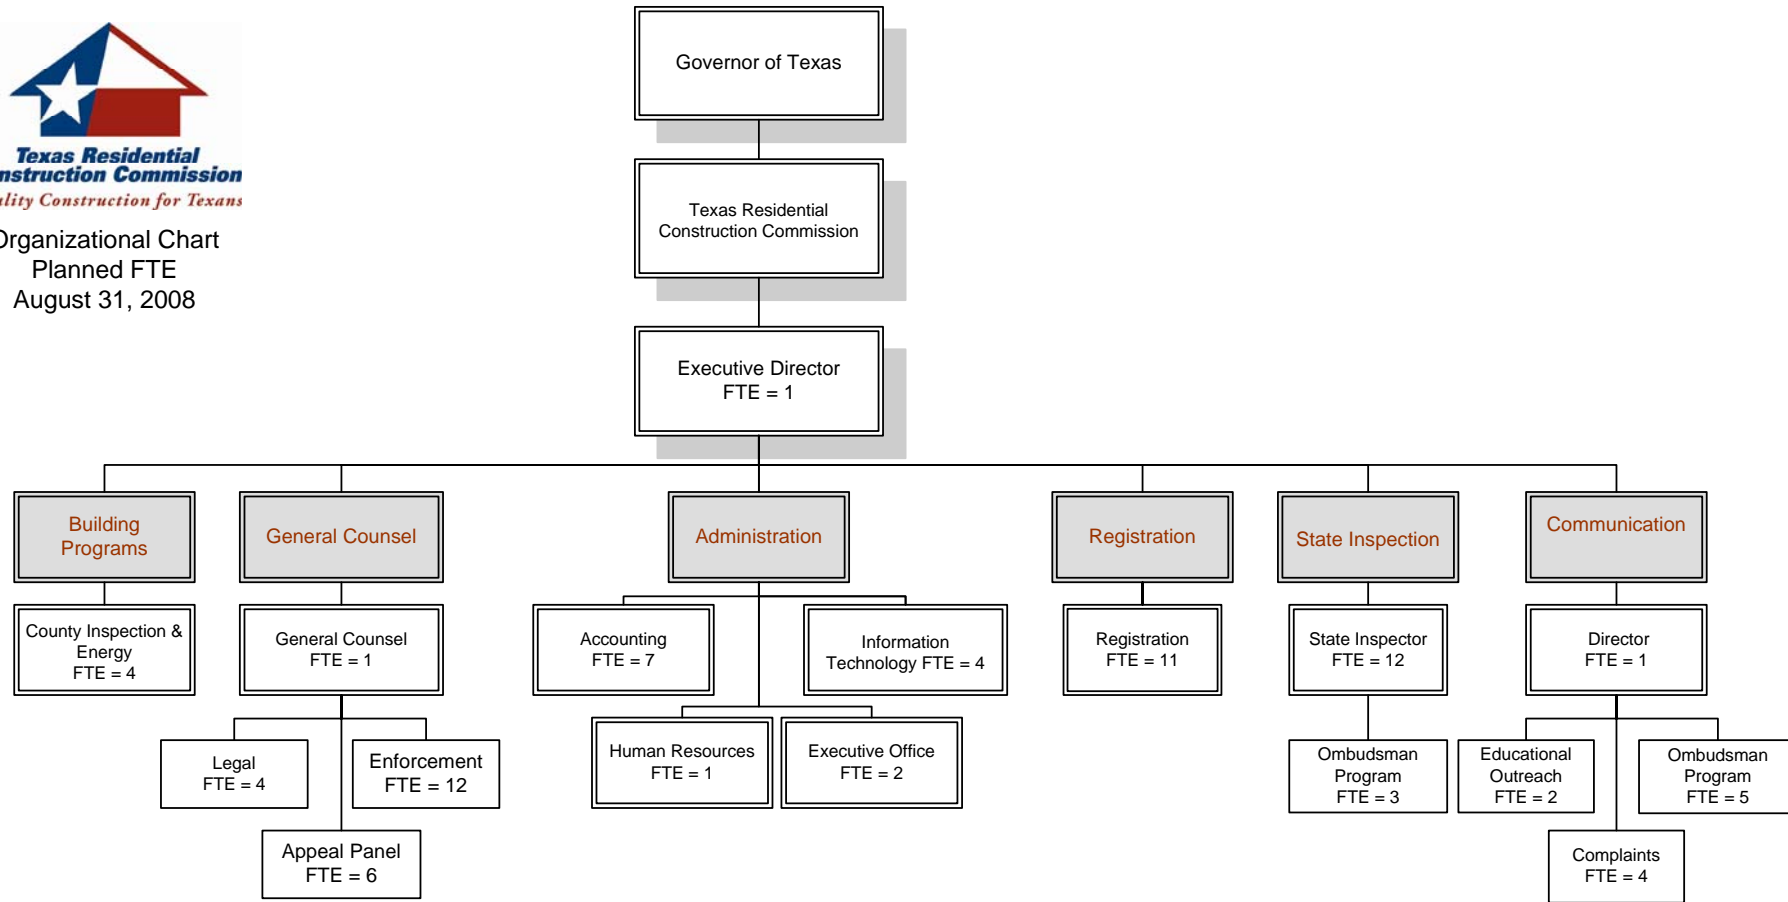 Texas Residential
nstruction Commission
ality Construction for Texans
Organizational Chart
Planned FTE
August 31, 2008
Governor of Texas
Texas Residential
Construction Commission
Executive Director
FTE = 1
Building
Programs
General Counsel
Administration
Registration
State Inspection
Communication
County Inspection &
Energy
FTE = 4
General Counsel
FTE = 1
Accounting
FTE = 7
Information
Technology FTE = 4
Registration
FTE = 11
State Inspector
FTE = 12
Director
FTE = 1
Legal
FTE = 4
Enforcement
FTE = 12
Human Resources
FTE = 1
Executive Office
FTE = 2
Ombudsman
Program
FTE = 3
Educational
Outreach
FTE = 2
Ombudsman
Program
FTE = 5
Appeal Panel
FTE = 6
Complaints
FTE = 4